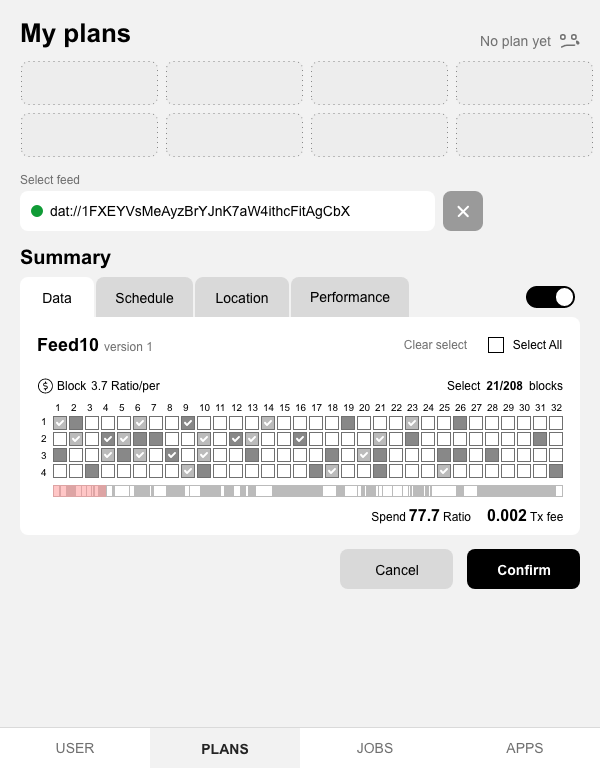 My plans
No plan yet
Select feed
dat://1FXEYVsMeAyzBrYJnK7aW4ithcFitAgCbX
Summary
Data Schedule Location Performance
Feed10 version 1 Clear select Select All
$ Block 3.7 Ratio/per Select 21/208 blocks
1 2 3 4 5 6 7 8 9 10 11 12 13 14 15 16 17 18 19 20 21 22 23 24 25 26 27 28 29 30 31 32
1
2
3
4
Spend 77.7 Ratio 0.002 Tx fee
Cancel Confirm
USER PLANS JOBS APPS